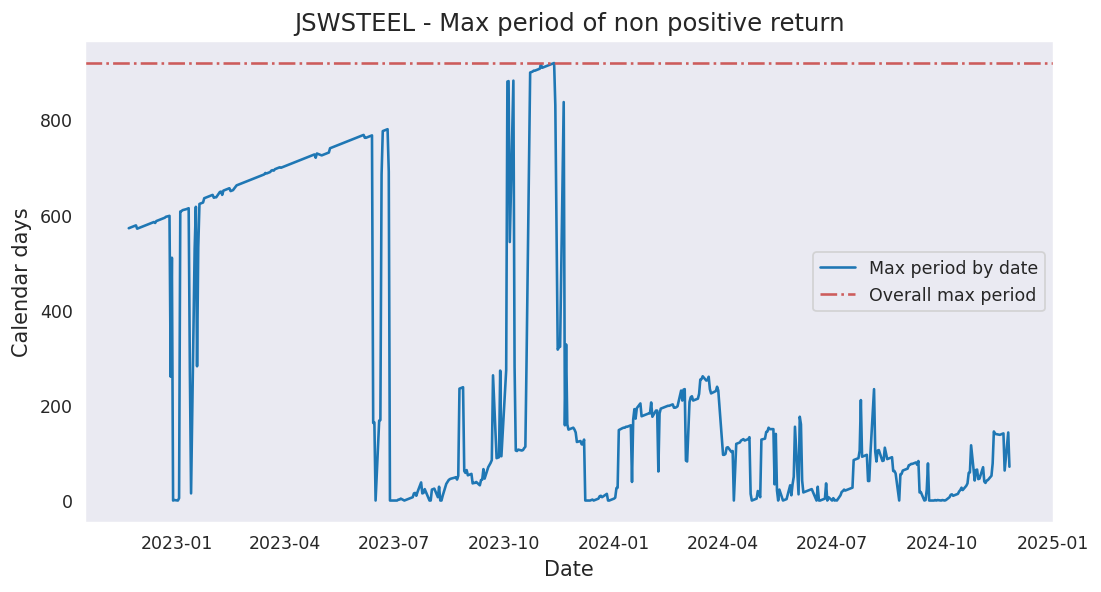 JSWSTEEL - Max period of non positive return
Calendar days
800
600
400
200
0
Max period by date
Overall max period
2023-01
2023-04
2023-07
2023-10
2024-01
2024-04
2024-07
2024-10
2025-01
Date